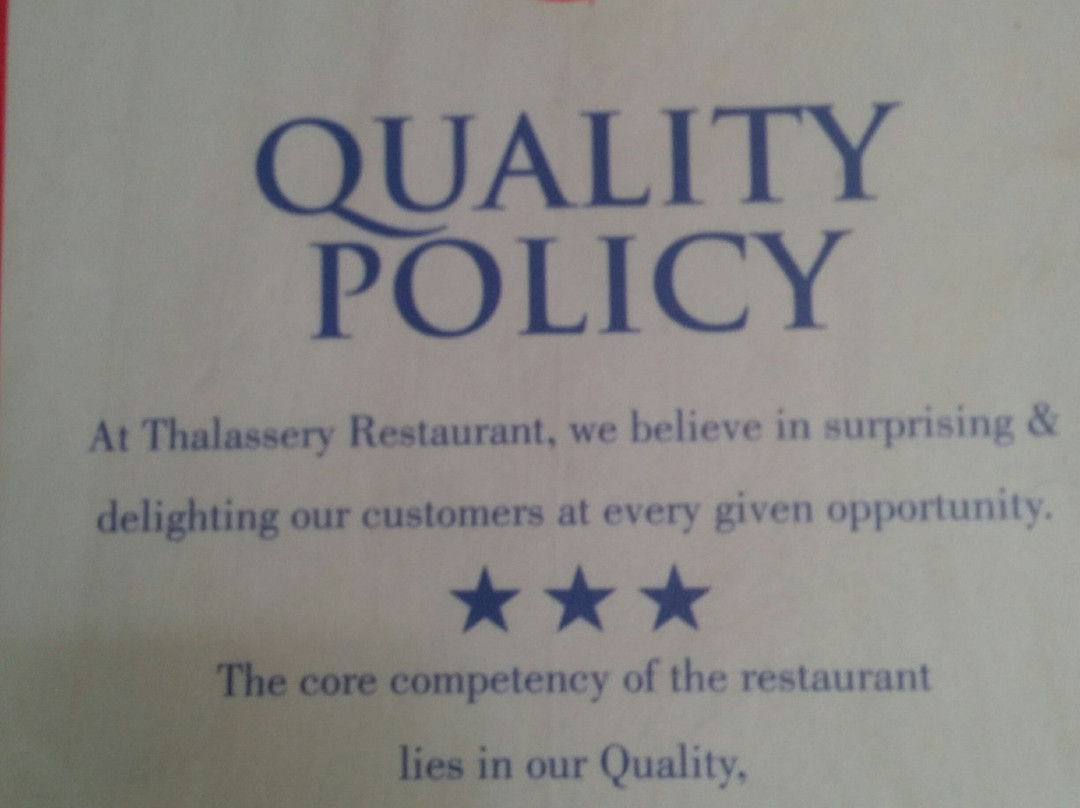 QUALITY
POLICY
At Thalassery Restaurant, we believe in surprising &
delighting our customers at every given opportunity.
The core competency of the restaurant
lies in our Quality,